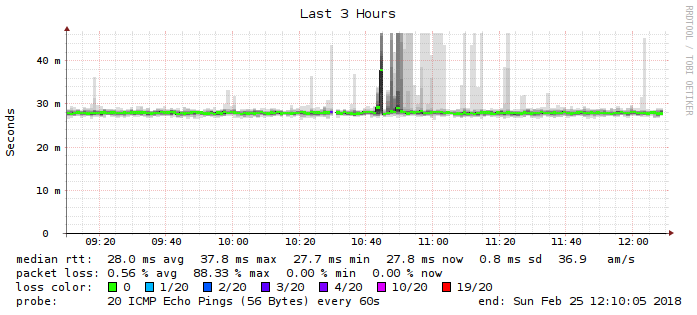 Last 3 Hours
RRDTOOL / TOBI OETIKER
Seconds
40 m
30 m
20 m
10 m
0
09:20 09:40 10:00 10:20 10:40 11:00 11:20 11:40 12:00
median rtt: 28.0 ms avg 37.8 ms max 27.7 ms min 27.8 ms now 0.8 ms sd 36.9 am/s
packet loss: 0.56 % avg 88.33 % max 0.00 % min 0.00 % now
loss color: 0 1/20 2/20 3/20 4/20 10/20 19/20
probe: 20 ICMP Echo Pings (56 Bytes) every 60s end: Sun Feb 25 12:10:05 2018